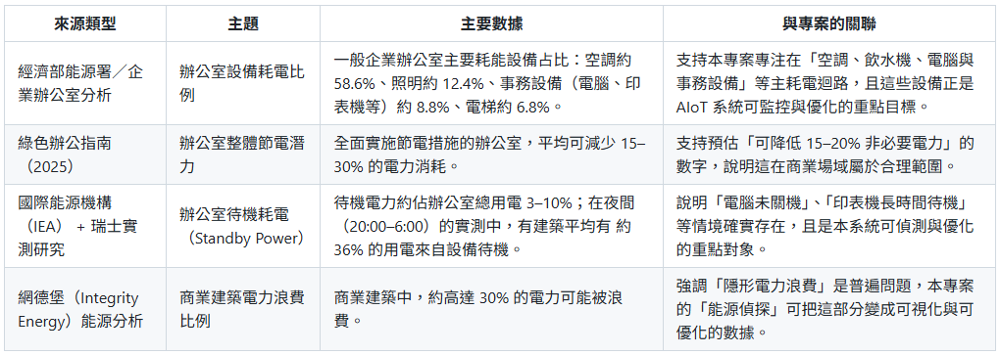 來源類型
主題
主要數據
與專案的關聯
經濟部能源署／企
業辦公室分析
辦公室設備耗電比
例
一般企業辦公室主要耗能設備占比：空調約
58.6%、照明約 12.4%、事務設備（電腦、印
表機等）約 8.8%、電梯約 6.8%。
支持本專案專注在「空調、飲水機、電腦與
事務設備」等主耗電迴路，且這些設備正是
AIoT 系統可監控與優化的重點目標。
綠色辦公指南
（2025）
辦公室整體節電潛
力
全面實施節電措施的辦公室，平均可減少 15–
30% 的電力消耗。
支持預估「可降低 15–20% 非必要電力」的
數字，說明這在商業場域屬於合理範圍。
國際能源機構
（IEA） + 瑞士實
測研究
辦公室待機耗電
（Standby Power）
待機電力約佔辦公室總用電 3–10%；在夜間
（20:00–6:00）的實測中，有建築平均有 約
36% 的用電來自設備待機。
說明「電腦未關機」、「印表機長時間待機」
等情境確實存在，且是本系統可偵測與優化
的重點對象。
網德堡（Integrity
Energy）能源分析
商業建築電力浪費
比例
商業建築中，約高達 30% 的電力可能被浪
費。
強調「隱形電力浪費」是普遍問題，本專案
的「能源偵探」可把這部分變成可視化與可
優化的數據。